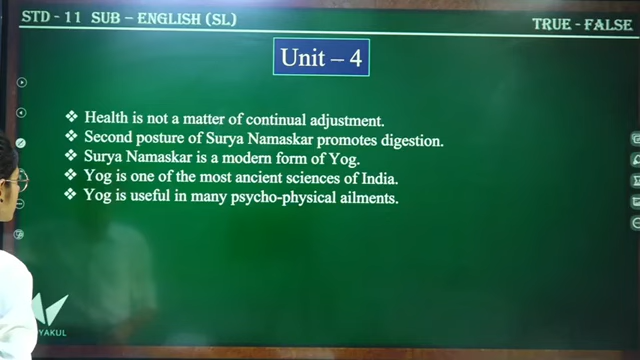 STD - 11 SUB – ENGLISH (SL)
TRUE - FALSE
Unit – 4
❖ Health is not a matter of continual adjustment.
❖ Second posture of Surya Namaskar promotes digestion.
❖ Surya Namaskar is a modern form of Yog.
❖ Yog is one of the most ancient sciences of India.
❖ Yog is useful in many psycho-physical ailments.